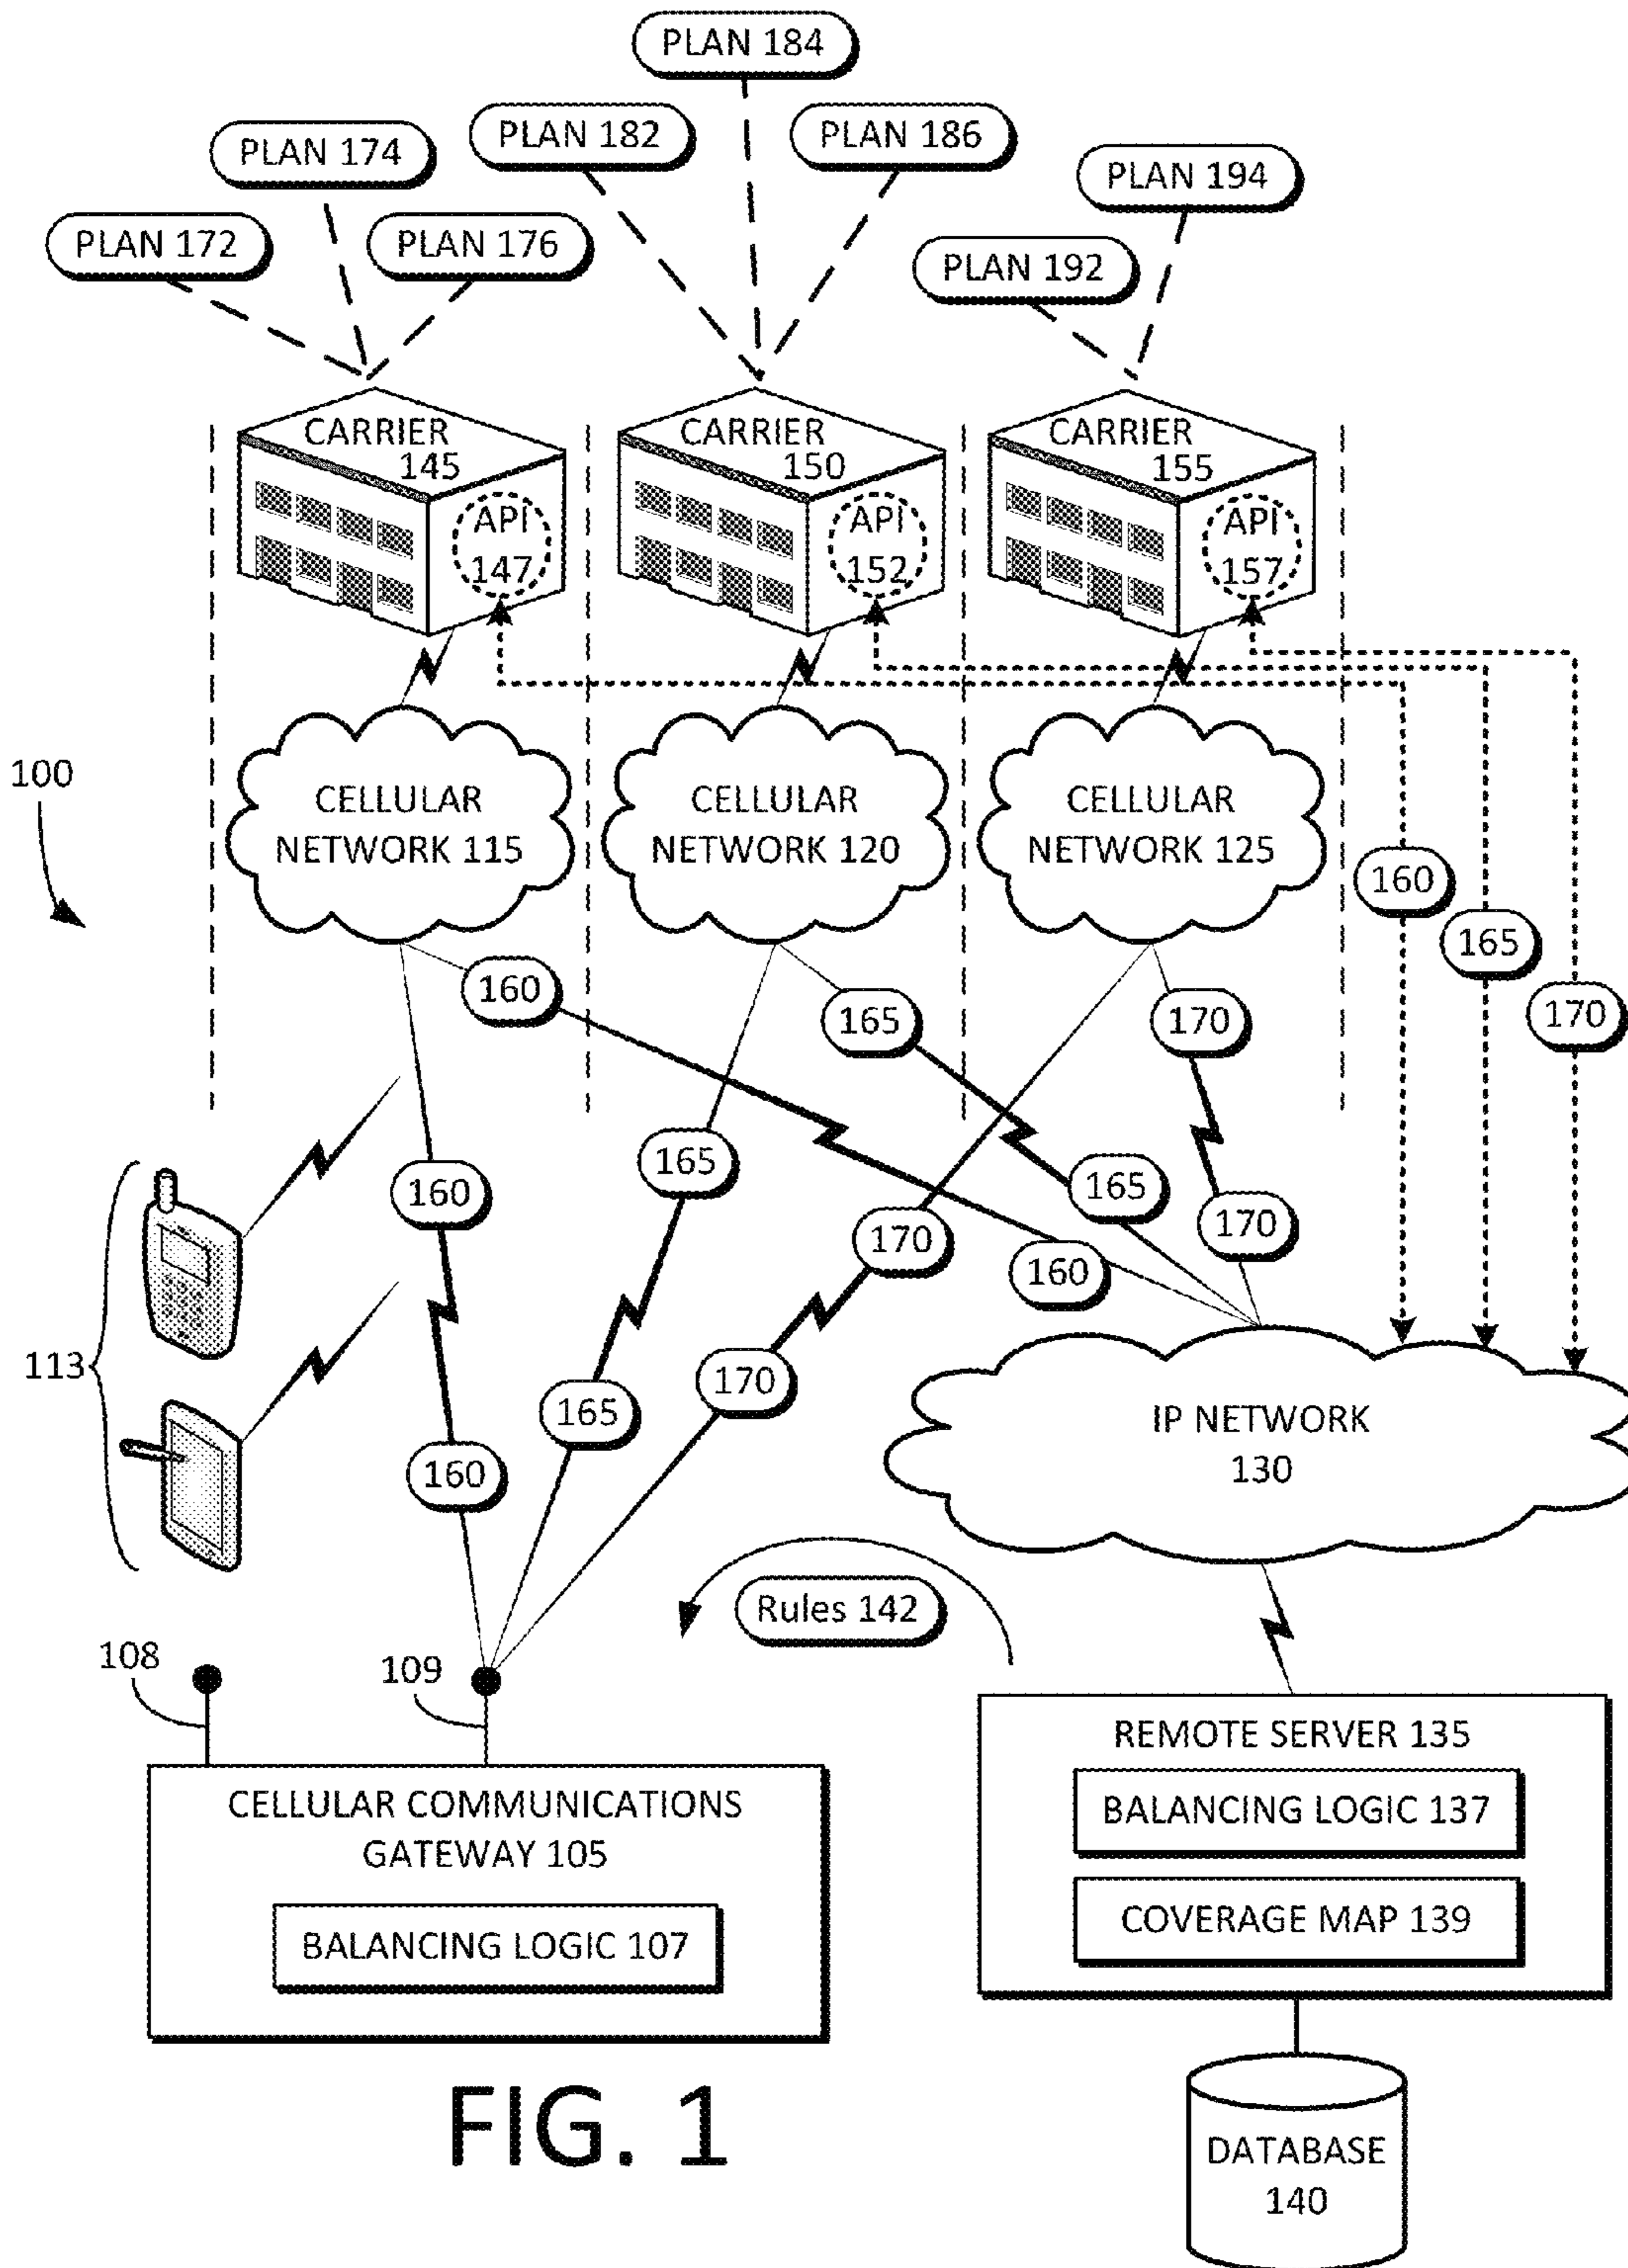 PLAN 184
PLAN 182
PLAN 186
PLAN 174
PLAN 194
PLAN 172
PLAN 176
PLAN 192
CARRIER
145
API
147
CARRIER
150
API
152
CARRIER
155
API
157
100
CELLULAR
NETWORK 115
CELLULAR
NETWORK 120
CELLULAR
NETWORK 125
160
165
170
160
165
170
160
165
165
170
170
160
113
170
165
160
IP NETWORK
130
Rules 142
108
109
REMOTE SERVER 135
BALANCING LOGIC 137
COVERAGE MAP 139
CELLULAR COMMUNICATIONS
GATEWAY 105
BALANCING LOGIC 107
DATABASE
140
FIG. 1